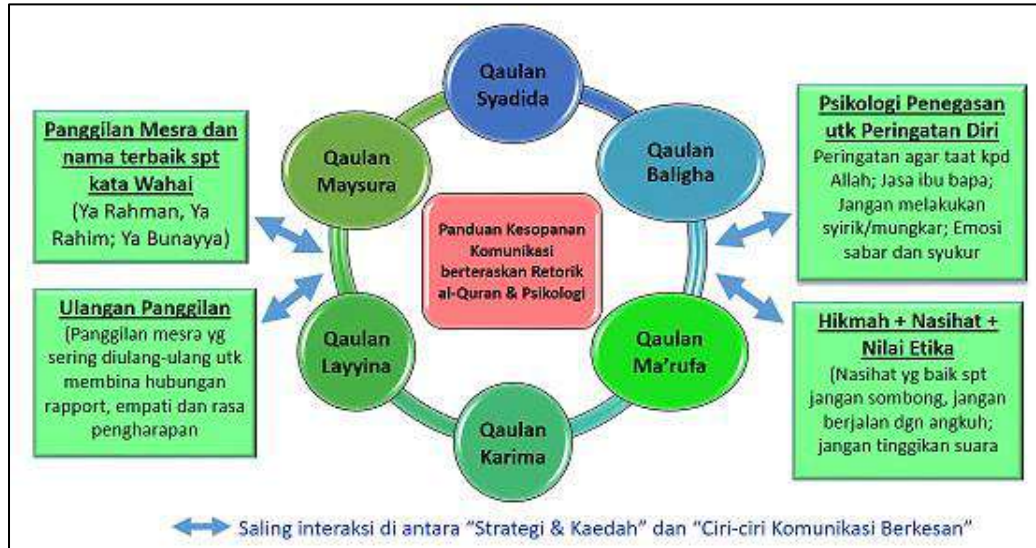 Panggilan Mesra dan
nama terbaik spt
kata Wahai
(Ya Rahman, Ya
Rahim; Ya Bunayya)
Ulangan Panggilan
(Panggilan mesra yg
sering diulang-ulang utk
membina hubungan
rapport, empati dan rasa
pengharapan
Qaulan
Syadida
Qaulan
Maysura
Qaulan
Baligha
Panduan Kesopanan
Komunikasi
berteraskan Retorik
al-Quran & Psikologi
Qaulan
Layyina
Qaulan
Ma'rufa
Qaulan
Karima
Psikologi Penegasan
utk Peringatan Diri
Peringatan agar taat kpd
Allah; Jasa ibu bapa;
Jangan melakukan
syirik/mungkar; Emosi
sabar dan syukur
Hikmah + Nasihat +
Nilai Etika
(Nasihat yg baik spt
jangan sombong, jangan
berjalan dgn angkuh;
jangan tinggikan suara
Saling interaksi di antara "Strategi & Kaedah" dan "Ciri-ciri Komunikasi Berkesan"